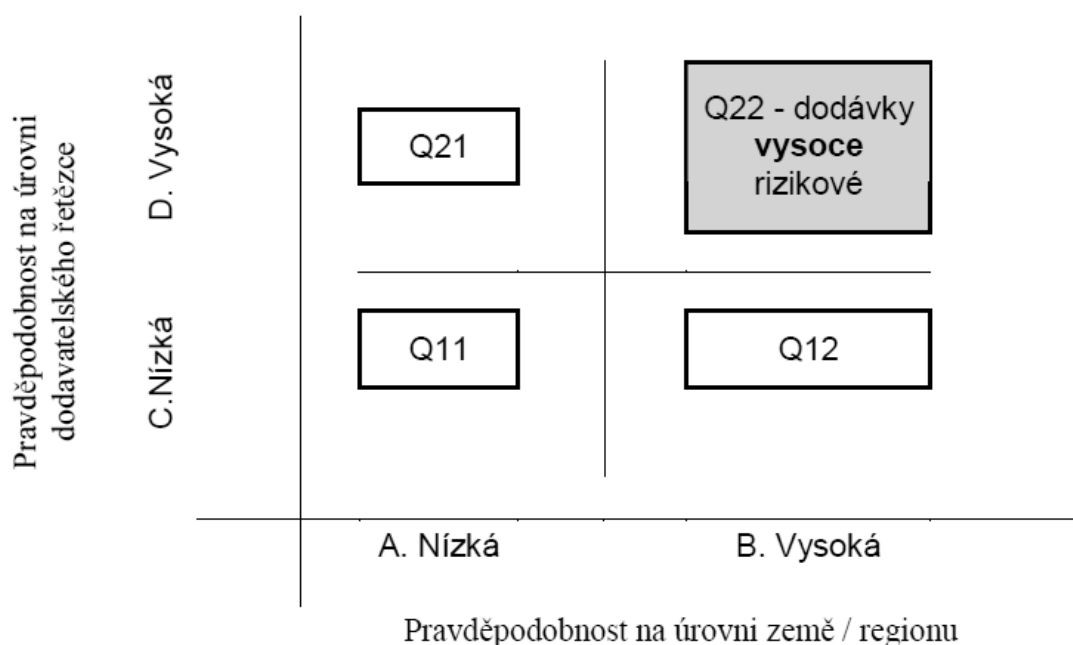 Pravděpodobnost na úrovni
dodavatelského řetězce
D. Vysoká
C.Nízká
Q21
Q22 - dodávky
vysoce
rizikové
Q11
Q12
A. Nízká
B. Vysoká
Pravděpodobnost na úrovni země / regionu